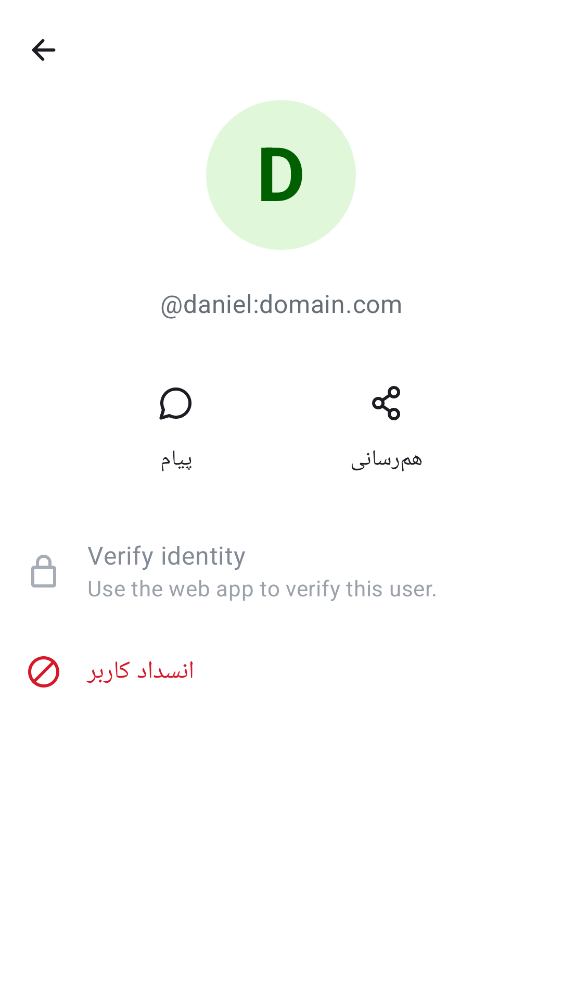 D
@daniel:domain.com
پیام
هم‌رسانی
Verify identity
Use the web app to verify this user.
انسداد کاربر